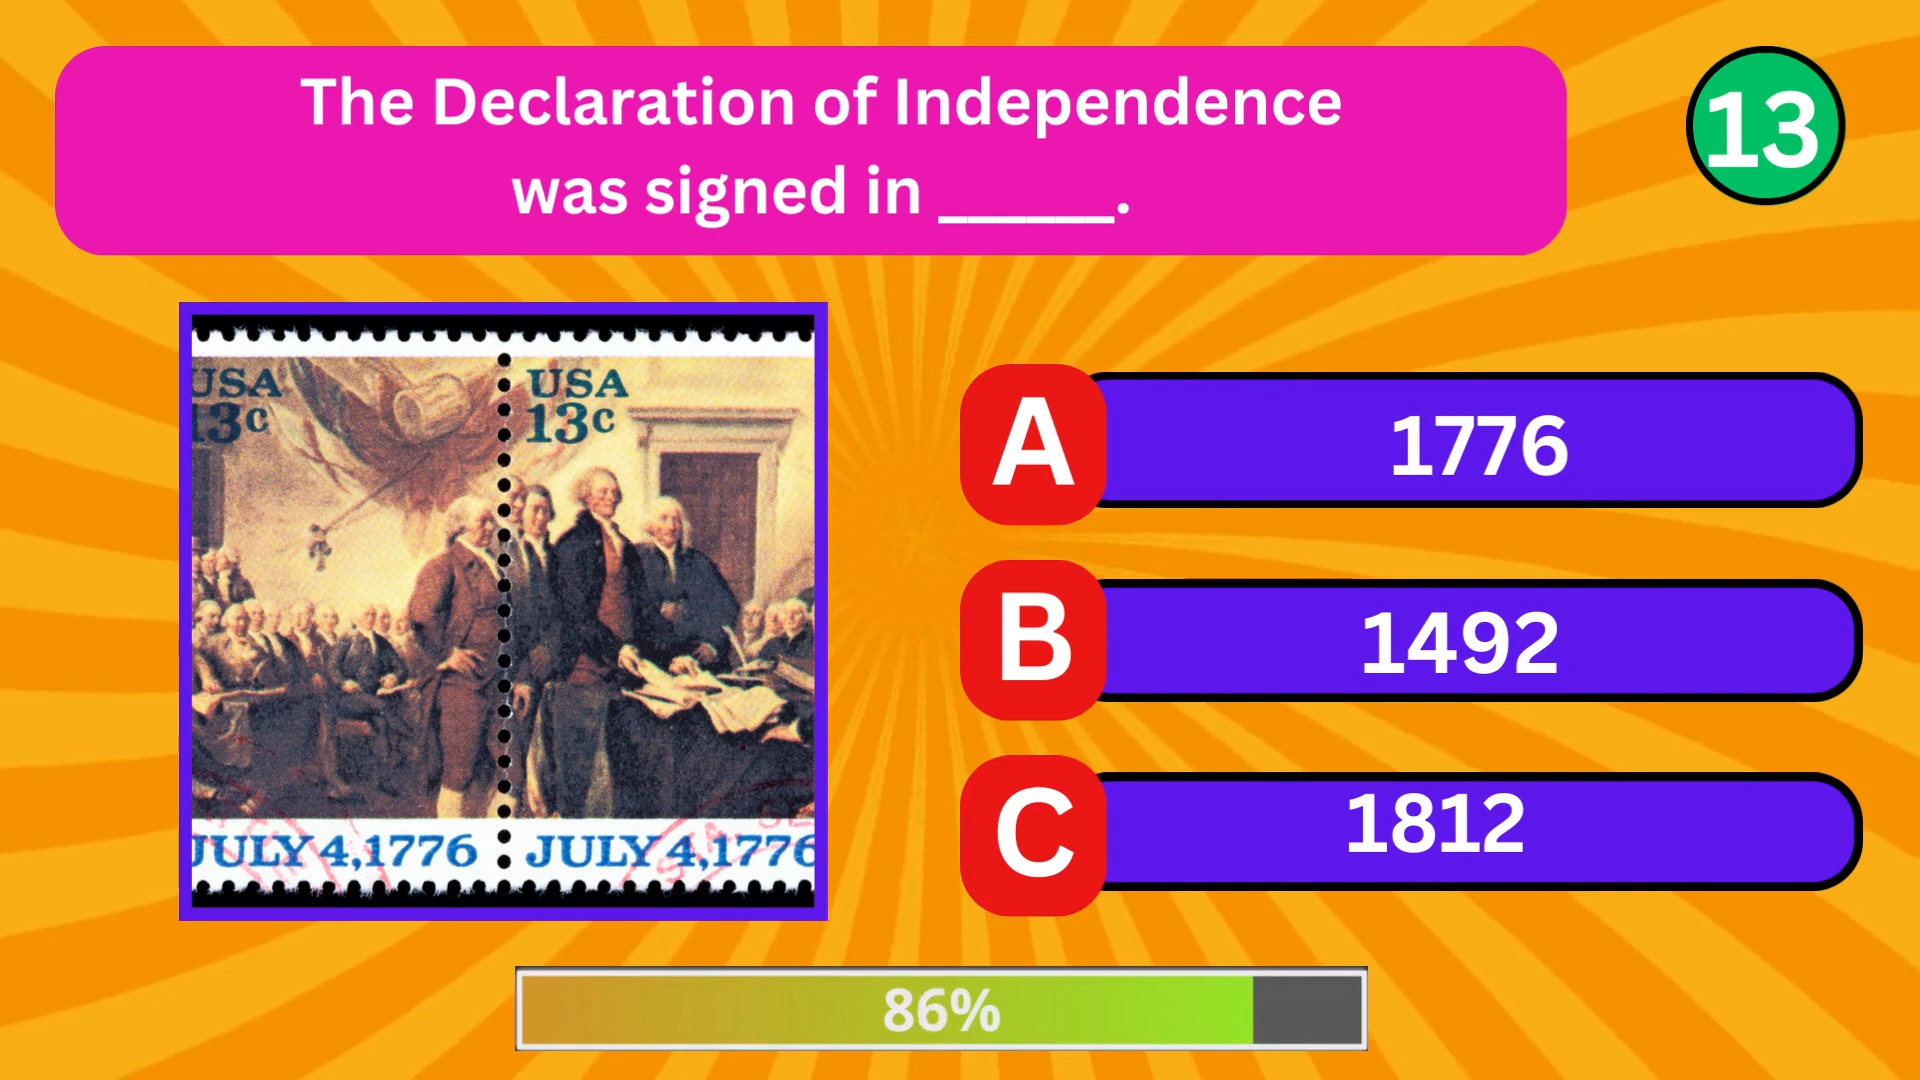 The Declaration of Independence
was signed in ______.
13
USA
13c
USA
13c
JULY 4,1776
JULY 4,1776
A
1776
B
1492
C
1812
86%